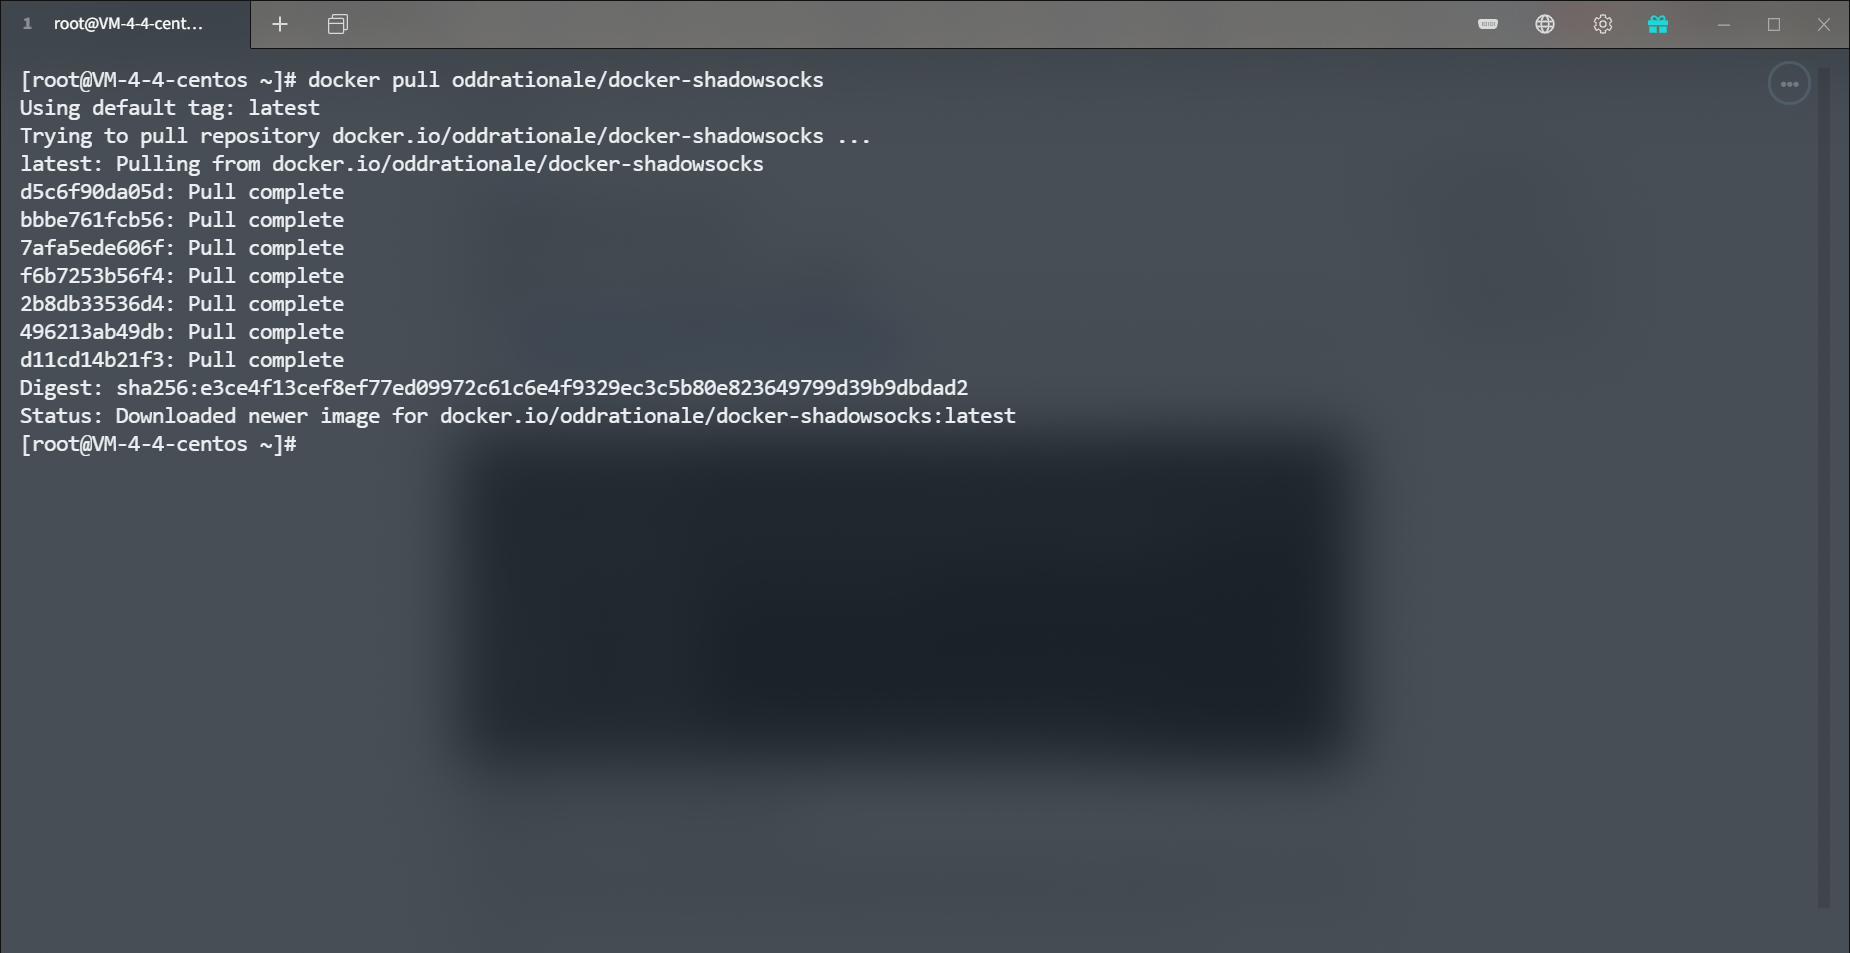 1 root@VM-4-4-cent...
[root@VM-4-4-centos ~]# docker pull oddrationale/docker-shadowsocks
Using default tag: latest
Trying to pull repository docker.io/oddrationale/docker-shadowsocks ...
latest: Pulling from docker.io/oddrationale/docker-shadowsocks
d5c6f90da05d: Pull complete
bbbe761fcb56: Pull complete
7afa5ede606f: Pull complete
f6b7253b56f4: Pull complete
2b8db33536d4: Pull complete
496213ab49db: Pull complete
d11cd14b21f3: Pull complete
Digest: sha256:e3ce4f13cef8ef77ed09972c61c6e4f9329ec3c5b80e823649799d39b9dbdad2
Status: Downloaded newer image for docker.io/oddrationale/docker-shadowsocks:latest
[root@VM-4-4-centos ~]#